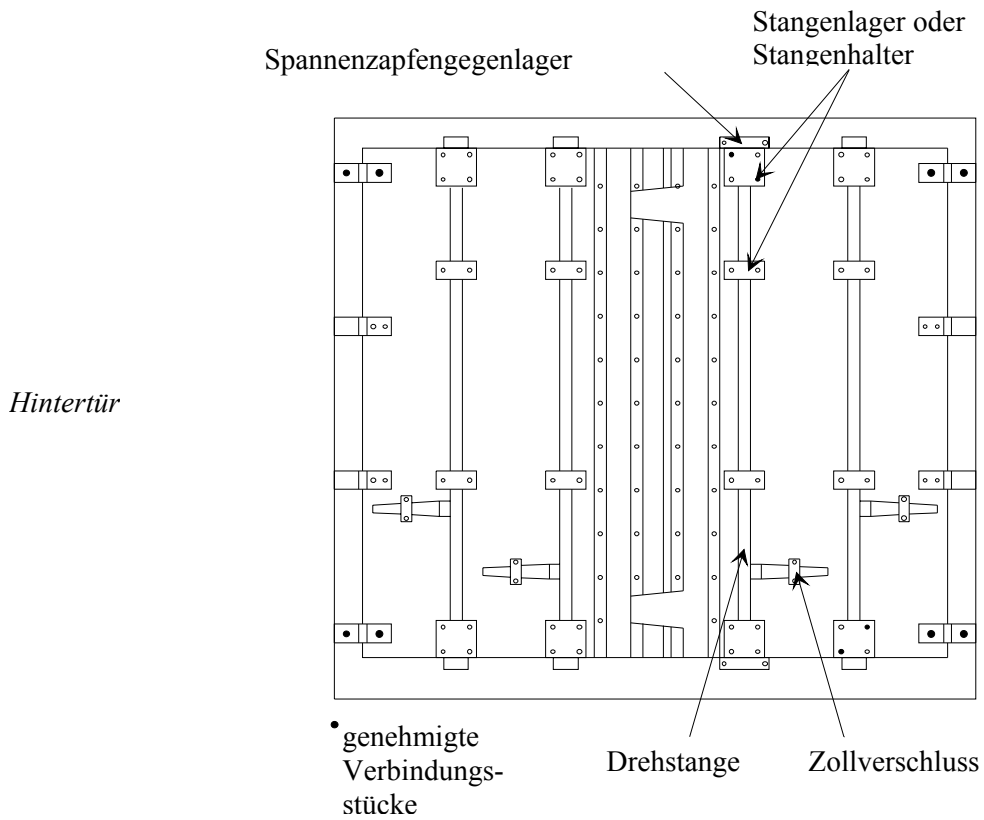 Stangenlager oder
Stangenhalter
Spannenzapfengegenlager
Hintertür
genehmigte
Verbindungs-
stücke
Drehstange
Zollverschluss